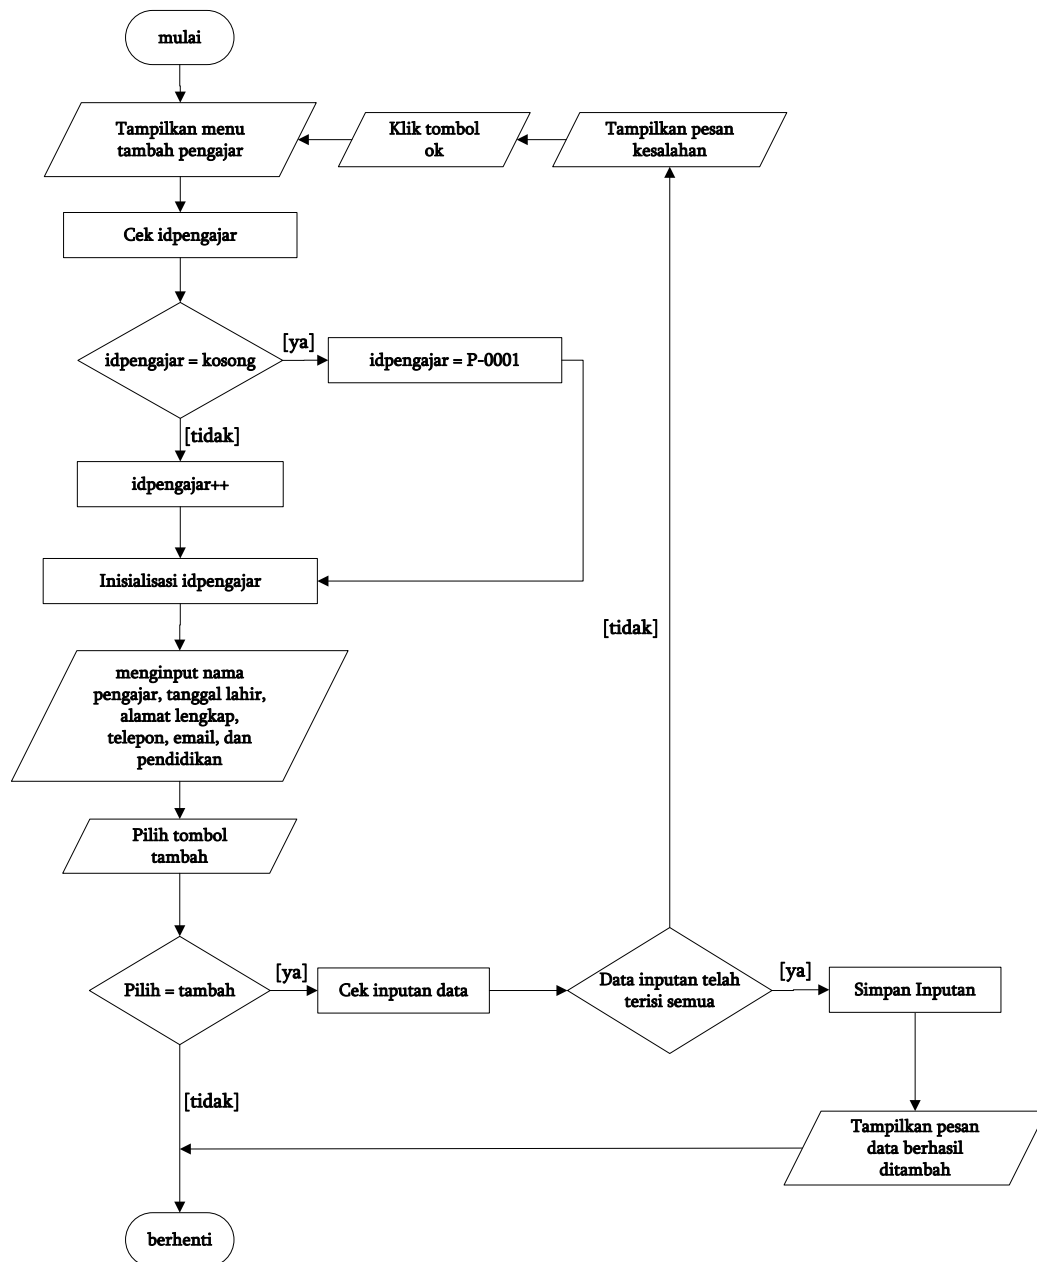 mulai
Tampilkan menu
tambah pengajar
Klik tombol
ok
Tampilkan pesan
kesalahan
Cek idpengajar
idpengajar = kosong
[ya]
idpengajar = P-0001
[tidak]
idpengajar++
Inisialisasi idpengajar
[tidak]
menginput nama
pengajar, tanggal lahir,
alamat lengkap,
telepon, email, dan
pendidikan
Pilih tombol
tambah
Pilih = tambah
[ya]
Cek inputan data
Data inputan telah
terisi semua
[ya]
Simpan Inputan
[tidak]
Tampilkan pesan
data berhasil
ditambah
berhenti